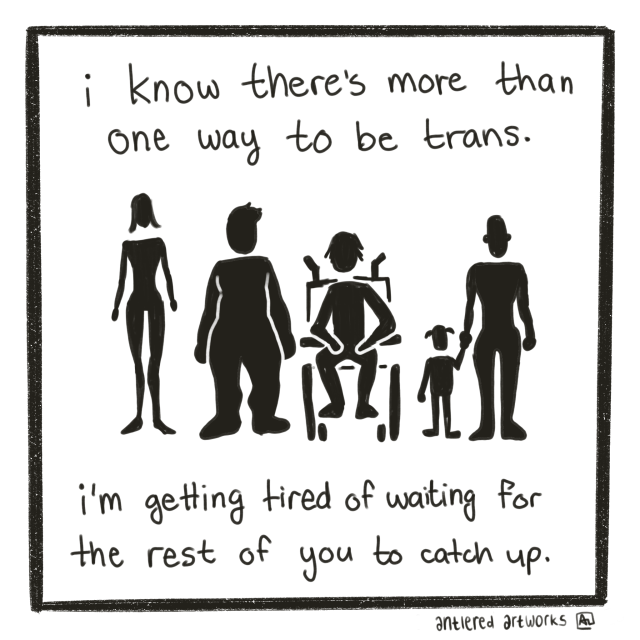 i know there's more than
one way to be trans.
i'm getting tired of waiting for
the rest of you to catch up.
antlered artworks